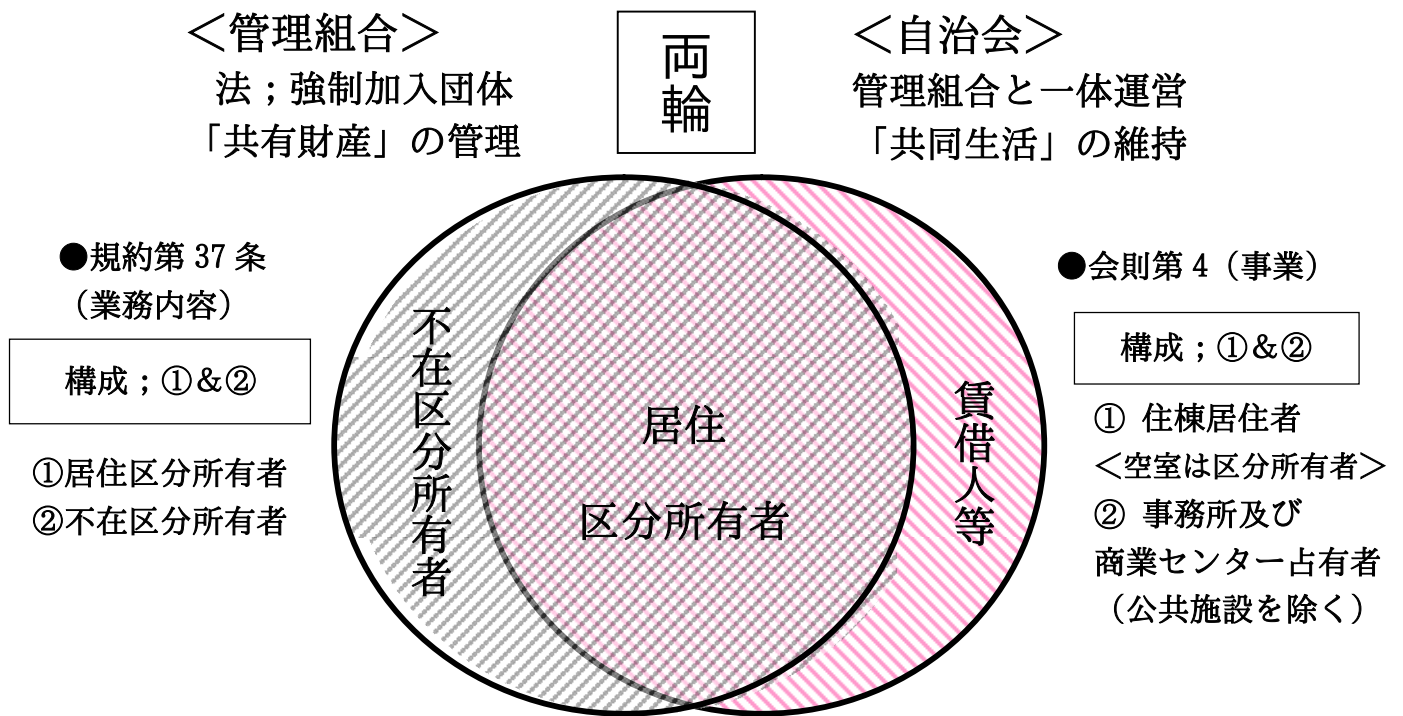 ＜管理組合＞
法；強制加入団体
「共有財産」の管理
両輪
＜自治会＞
管理組合と一体運営
「共同生活」の維持
●規約第 37 条
（業務内容）
構成；①＆②
①居住区分所有者
②不在区分所有者
不在区分所有者
居住
区分所有者
賃借人等
●会則第 4（事業）
構成；①＆②
① 住棟居住者
＜空室は区分所有者＞
② 事務所及び
商業センター占有者
（公共施設を除く）